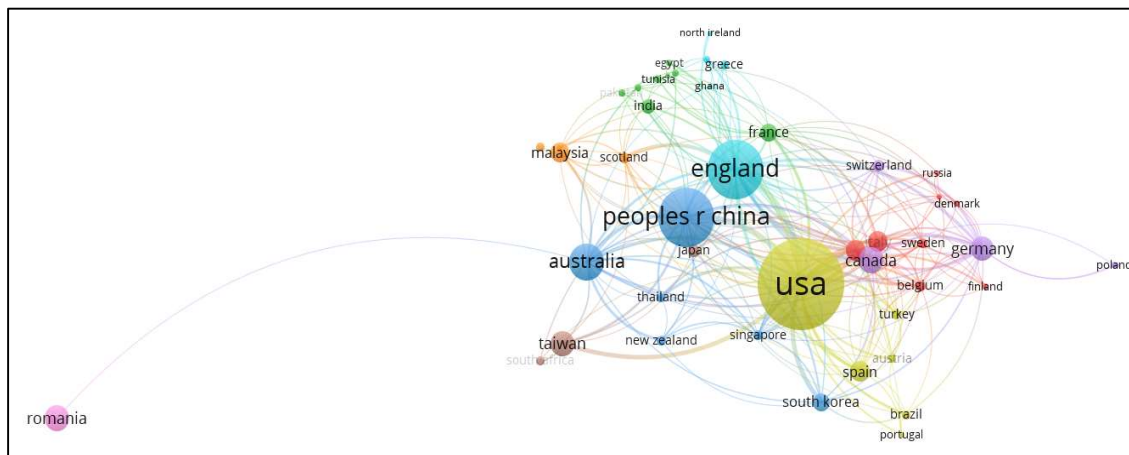 north ireland
egypt
greece
tunisia
ghana
pakistan
india
france
malaysia
scotland
england
switzerland
russia
denmark
peoples r china
japan
sweden
canada
germany
australia
poland
usa
belgium
finland
thailand
turkey
singapore
new zealand
taiwan
south africa
austria
spain
south korea
brazil
romania
portugal